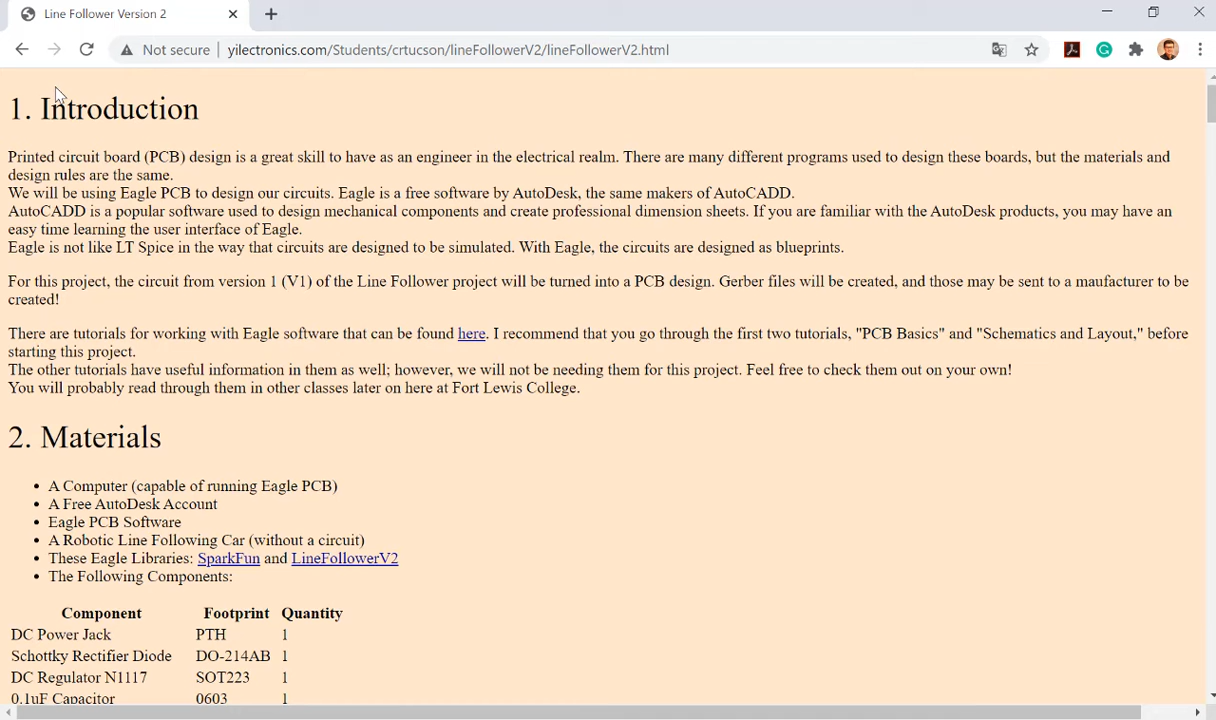 Line Follower Version 2
Not secure
yilectronics.com/Students/crtucson/lineFollowerV2/lineFollowerV2.html
1. Introduction
Printed circuit board (PCB) design is a great skill to have as an engineer in the electrical realm. There are many different programs used to design these boards, but the materials and
design rules are the same.
We will be using Eagle PCB to design our circuits. Eagle is a free software by AutoDesk, the same makers of AutoCADD.
AutoCADD is a popular software used to design mechanical components and create professional dimension sheets. If you are familiar with the AutoDesk products, you may have an
easy time learning the user interface of Eagle.
Eagle is not like LT Spice in the way that circuits are designed to be simulated. With Eagle, the circuits are designed as blueprints.
For this project, the circuit from version 1 (V1) of the Line Follower project will be turned into a PCB design. Gerber files will be created, and those may be sent to a maufacturer to be
created!
There are tutorials for working with Eagle software that can be found here. I recommend that you go through the first two tutorials, "PCB Basics" and "Schematics and Layout," before
starting this project.
The other tutorials have useful information in them as well; however, we will not be needing them for this project. Feel free to check them out on your own!
You will probably read through them in other classes later on here at Fort Lewis College.
2. Materials
• A Computer (capable of running Eagle PCB)
• A Free AutoDesk Account
• Eagle PCB Software
• A Robotic Line Following Car (without a circuit)
• These Eagle Libraries: SparkFun and LineFollowerV2
• The Following Components:
Component Footprint Quantity
DC Power Jack PTH 1
Schottky Rectifier Diode DO-214AB 1
DC Regulator N1117 SOT223 1
0.1uF Capacitor 0603 1